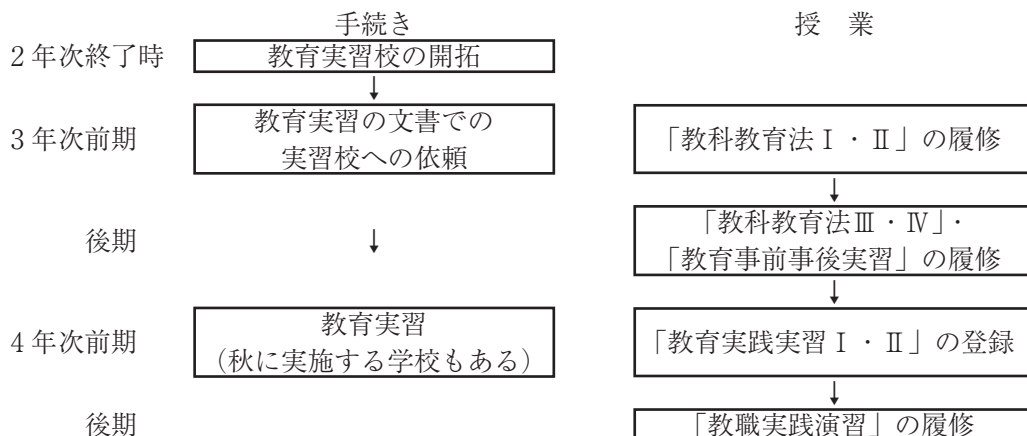 手続き
授　業
2年次終了時
教育実習校の開拓
↓
3年次前期
教育実習の文書での
実習校への依頼
「教科教育法Ⅰ・Ⅱ」の履修
↓
後期
↓
「教科教育法Ⅲ・Ⅳ」・
「教育事前事後実習」の履修
↓
4年次前期
教育実習
（秋に実施する学校もある）
「教育実践実習Ⅰ・Ⅱ」の登録
↓
後期
「教職実践演習」の履修